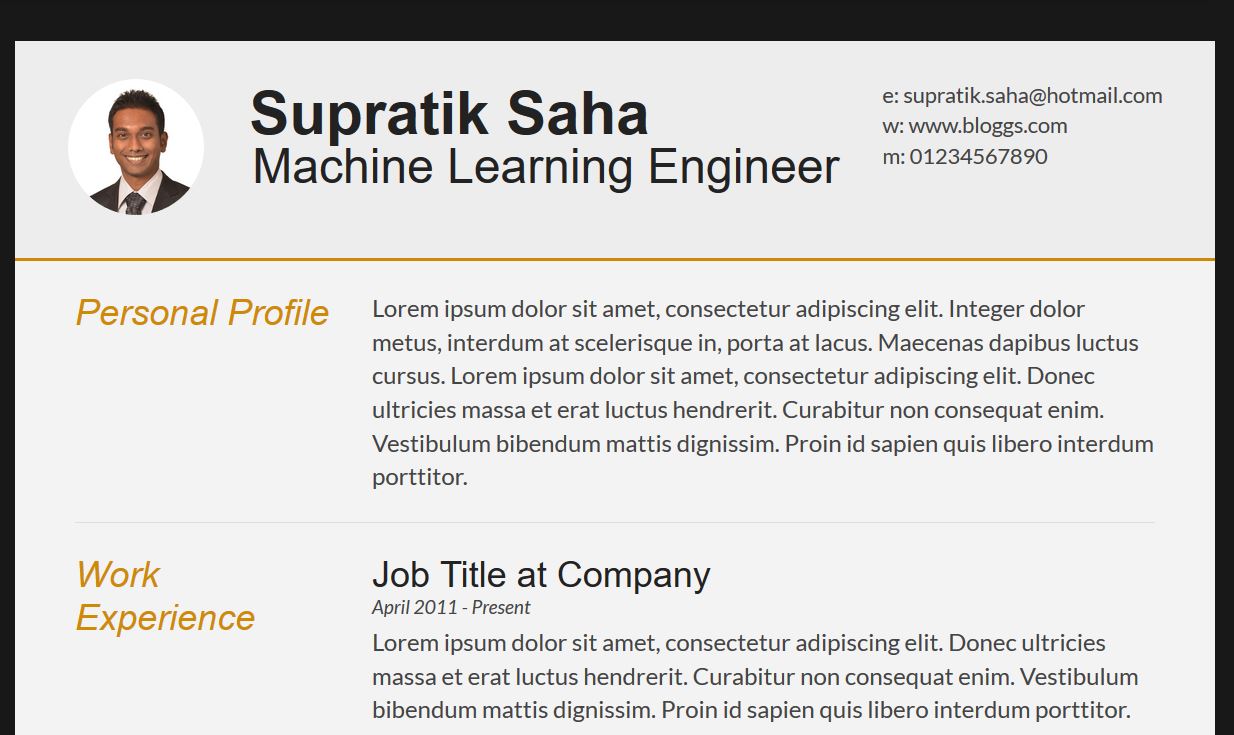 Supratik Saha
Machine Learning Engineer
e: supratik.saha@hotmail.com
w: www.bloggs.com
m: 01234567890
Personal Profile
Lorem ipsum dolor sit amet, consectetur adipiscing elit. Integer dolor
metus, interdum at scelerisque in, porta at lacus. Maecenas dapibus luctus
cursus. Lorem ipsum dolor sit amet, consectetur adipiscing elit. Donec
ultricies massa et erat luctus hendrerit. Curabitur non consequat enim.
Vestibulum bibendum mattis dignissim. Proin id sapien quis libero interdum
porttitor.
Work
Experience
Job Title at Company
April 2011 - Present
Lorem ipsum dolor sit amet, consectetur adipiscing elit. Donec ultricies
massa et erat luctus hendrerit. Curabitur non consequat enim. Vestibulum
bibendum mattis dignissim. Proin id sapien quis libero interdum porttitor.